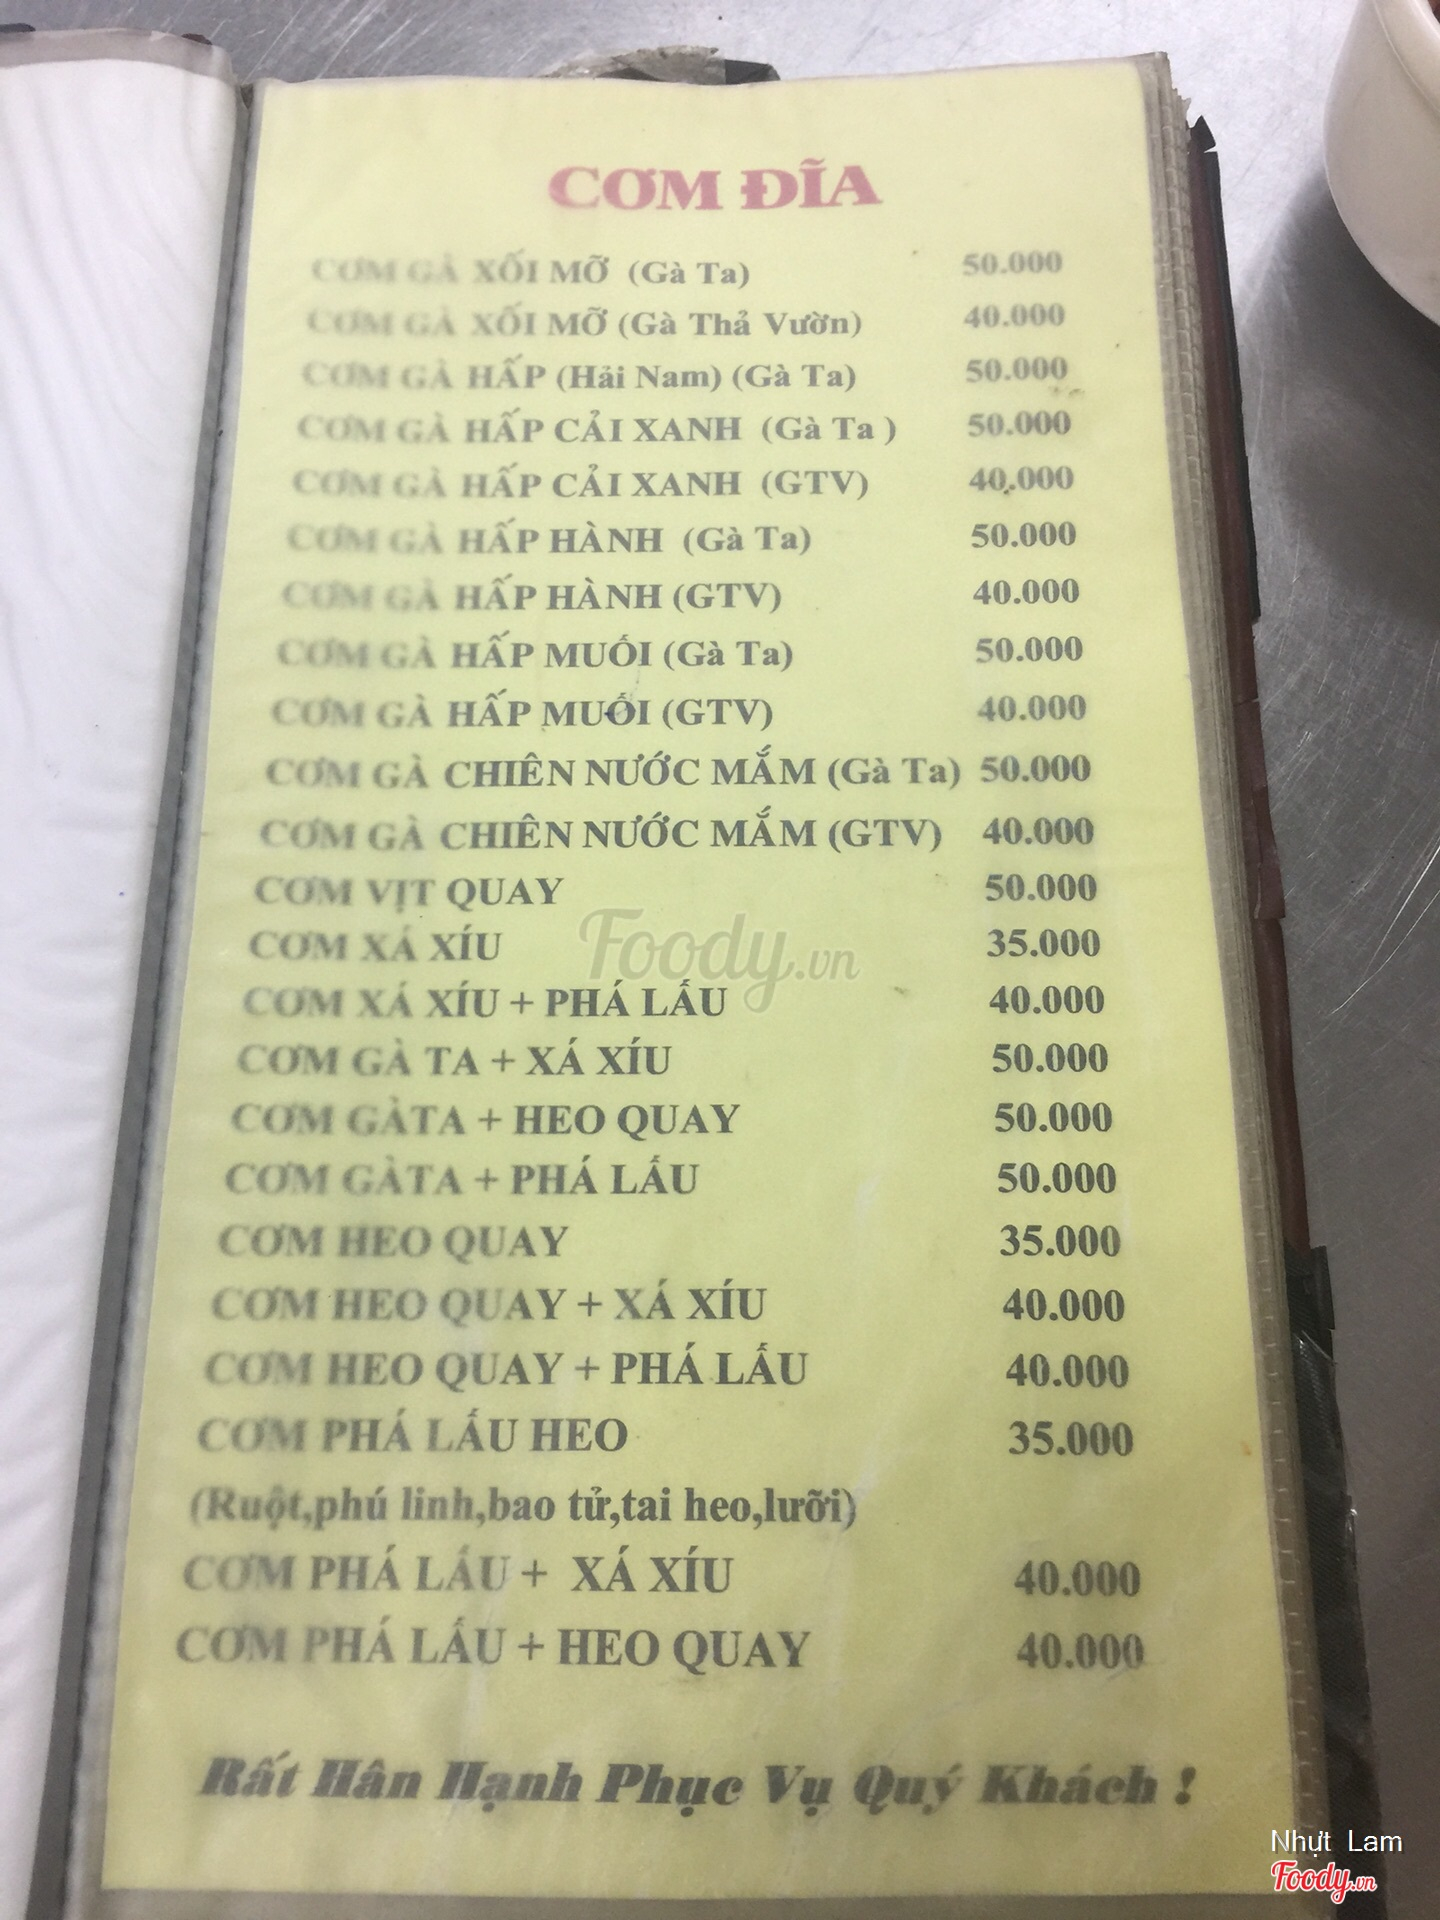 CƠM ĐĨA
CƠM GÀ XỐI MỠ (Gà Ta) 50.000
CƠM GÀ XỐI MỠ (Gà Thả Vườn) 40.000
CƠM GÀ HẤP (Hải Nam) (Gà Ta) 50.000
CƠM GÀ HẤP CẢI XANH (Gà Ta ) 50.000
CƠM GÀ HẤP CẢI XANH (GTV) 40.000
CƠM GÀ HẤP HÀNH (Gà Ta) 50.000
CƠM GÀ HẤP HÀNH (GTV) 40.000
CƠM GÀ HẤP MUỐI (Gà Ta) 50.000
CƠM GÀ HẤP MUỐI (GTV) 40.000
CƠM GÀ CHIÊN NƯỚC MẮM (Gà Ta) 50.000
CƠM GÀ CHIÊN NƯỚC MẮM (GTV) 40.000
CƠM VỊT QUAY 50.000
CƠM XÁ XÍU 35.000
CƠM XÁ XÍU + PHÁ LẤU 40.000
CƠM GÀ TA + XÁ XÍU 50.000
CƠM GÀTA + HEO QUAY 50.000
CƠM GÀTA + PHÁ LẤU 50.000
CƠM HEO QUAY 35.000
CƠM HEO QUAY + XÁ XÍU 40.000
CƠM HEO QUAY + PHÁ LẤU 40.000
CƠM PHÁ LẤU HEO 35.000
(Ruột,phú linh,bao tử,tai heo,lưỡi)
CƠM PHÁ LẤU + XÁ XÍU 40.000
CƠM PHÁ LẤU + HEO QUAY 40.000
Rất Hân Hạnh Phục Vụ Quý Khách !
Foody.vn
Nhựt Lam
Foody.vn